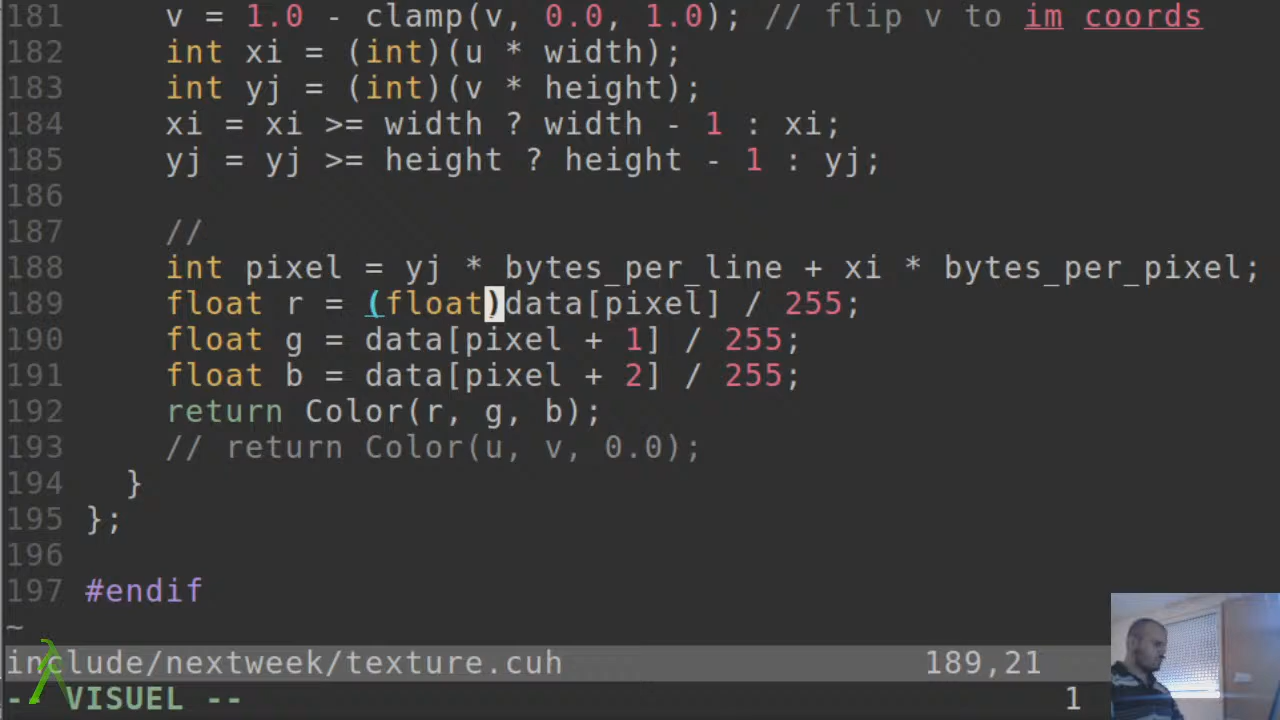 181     v = 1.0 - clamp(v, 0.0, 1.0); // flip v to im coords
182     int xi = (int)(u * width);
183     int yj = (int)(v * height);
184     xi = xi >= width ? width - 1 : xi;
185     yj = yj >= height ? height - 1 : yj;
186
187     //
188     int pixel = yj * bytes_per_line + xi * bytes_per_pixel;
189     float r = (float)data[pixel] / 255;
190     float g = data[pixel + 1] / 255;
191     float b = data[pixel + 2] / 255;
192     return Color(r, g, b);
193     // return Color(u, v, 0.0);
194   }
195 };
196
197 #endif
~
include/nextweek/texture.cuh 189,21
-- VISUEL -- 1